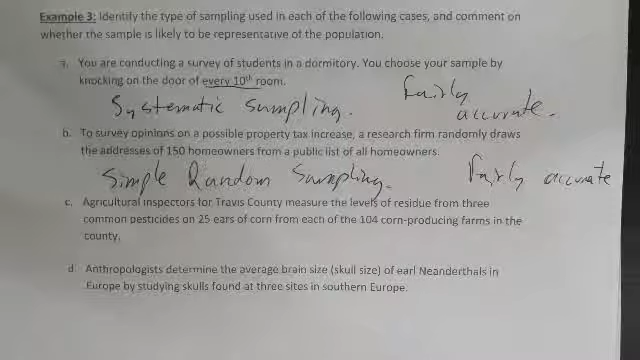 Example 3: Identify the type of sampling used in each of the following cases, and comment on
whether the sample is likely to be representative of the population.
a. You are conducting a survey of students in a dormitory. You choose your sample by
knocking on the door of every 10th room.
Systematic Sampling. fairly accurate.
b. To survey opinions on a possible property tax increase, a research firm randomly draws
the addresses of 150 homeowners from a public list of all homeowners.
Simple Random Sampling. fairly accurate
c. Agricultural inspectors for Travis County measure the levels of residue from three
common pesticides on 25 ears of corn from each of the 104 corn-producing farms in the
county.
d. Anthropologists determine the average brain size (skull size) of earl Neanderthals in
Europe by studying skulls found at three sites in southern Europe.